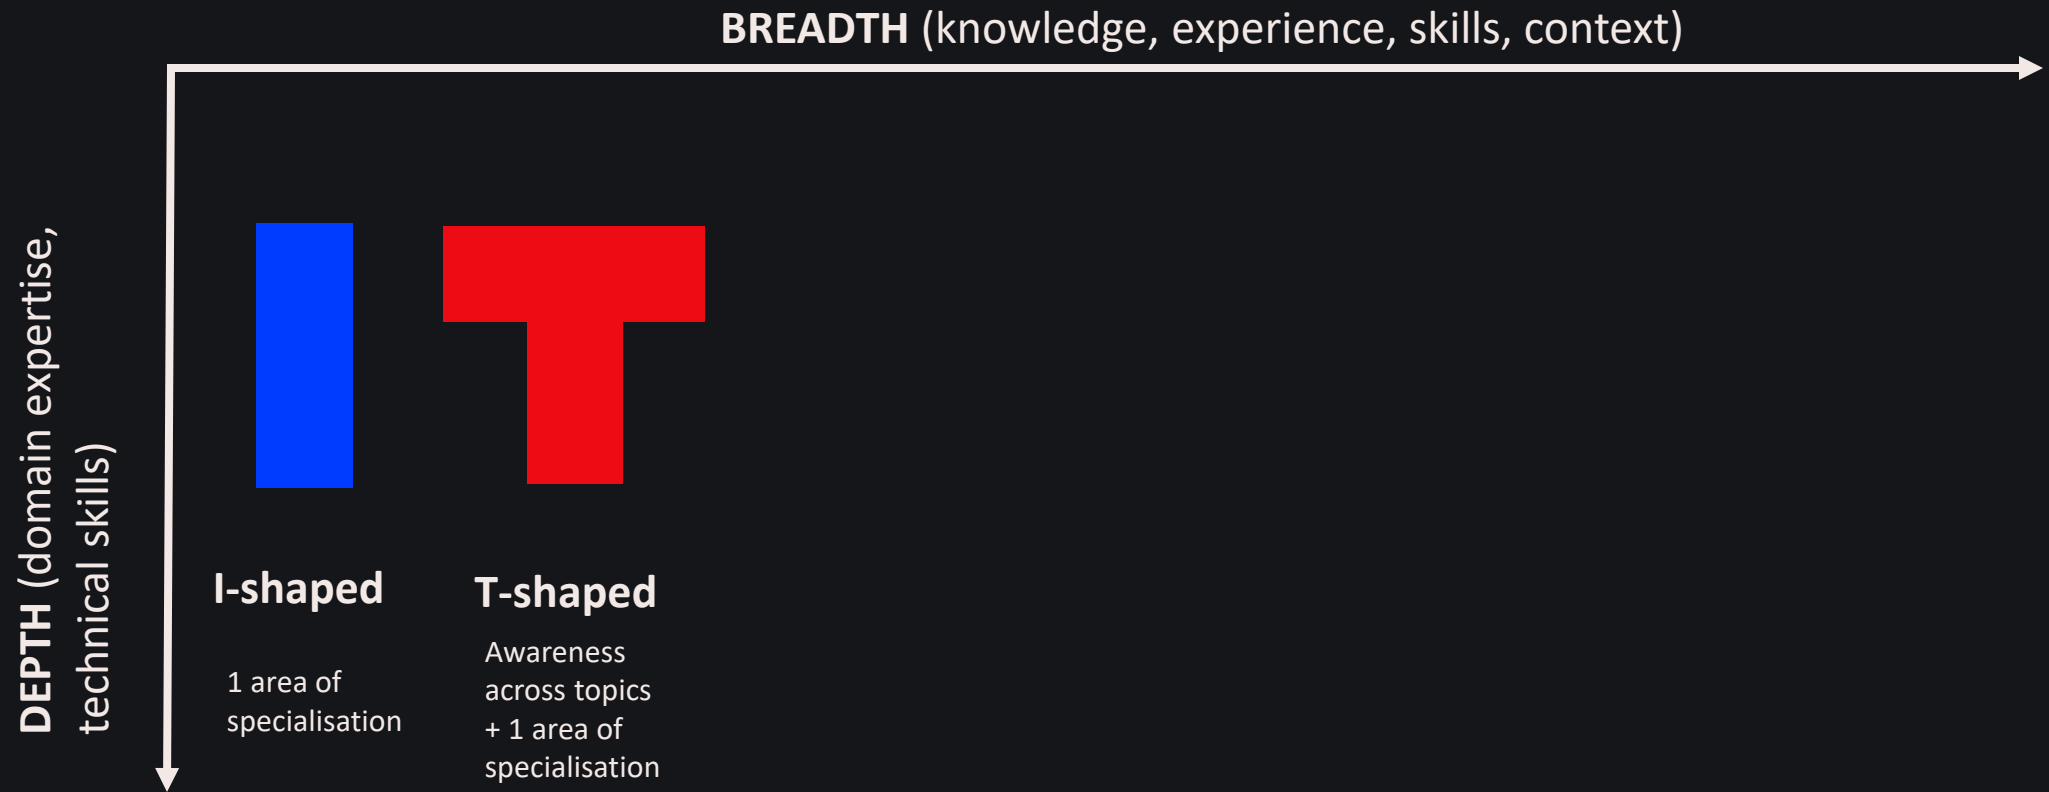 BREADTH (knowledge, experience, skills, context)
DEPTH (domain expertise,
technical skills)
I-shaped
1 area of
specialisation
T-shaped
Awareness
across topics
+ 1 area of
specialisation